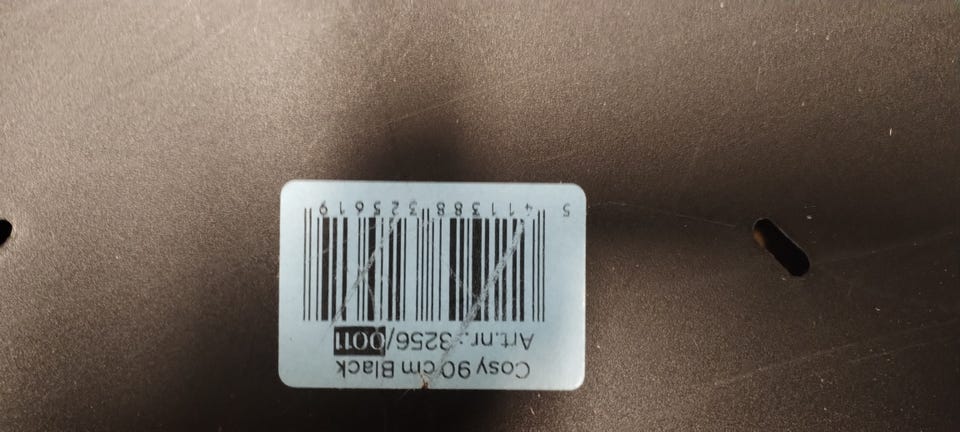 Cosy 90 cm Black
Art.nr.: 3256/0011
5 411388 325619